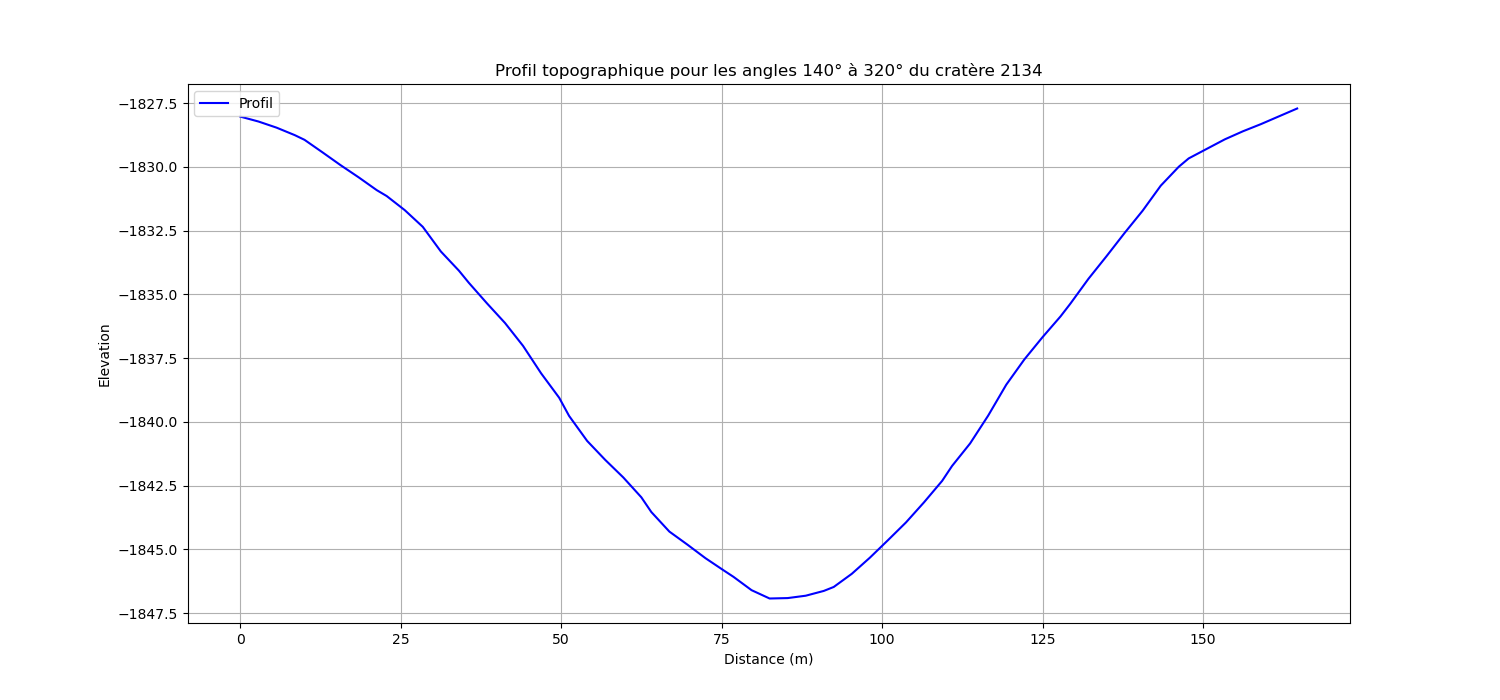 Profil topographique pour les angles 140° à 320° du cratère 2134
Profil
−1827.5
−1830.0
−1832.5
−1835.0
−1837.5
−1840.0
−1842.5
−1845.0
−1847.5
Elevation
0 25 50 75 100 125 150
Distance (m)